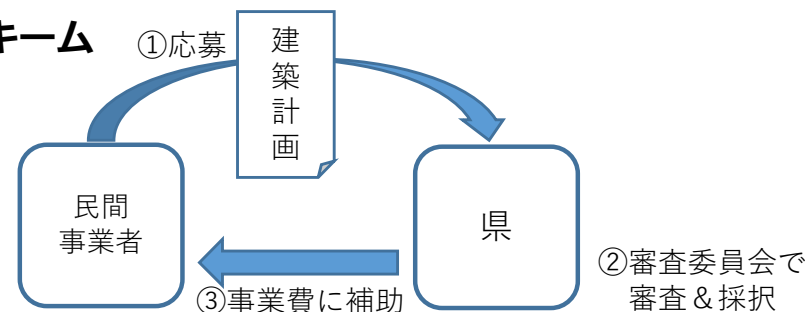 キーム
①応募
建
築
計
画
民間
事業者
県
②審査委員会で
審査＆採択
③事業費に補助